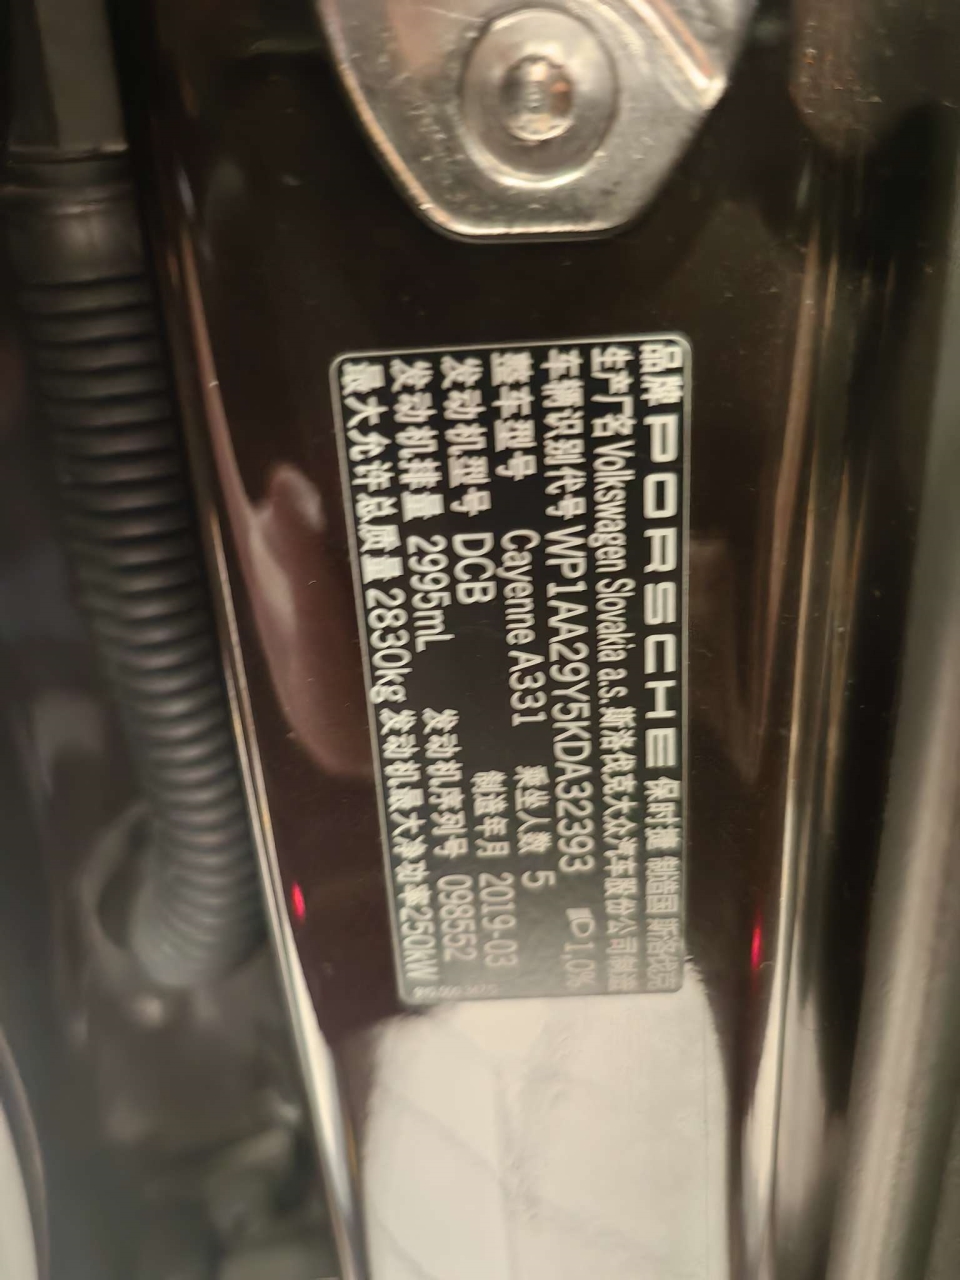 品牌 PORSCHE 保时捷 制造国 斯洛伐克
生产厂名 Volkswagen Slovakia a.s. 斯洛伐克大众汽车股份公司制造
车辆识别代号 WP1AA29Y5KDA32393 1,0%
整车型号 Cayenne A331 乘坐人数 5
发动机型号 DCB 制造年月 2019-03
发动机排量 2995mL 发动机序列号 098552
最大允许总质量 2830kg 发动机最大净功率 250kW